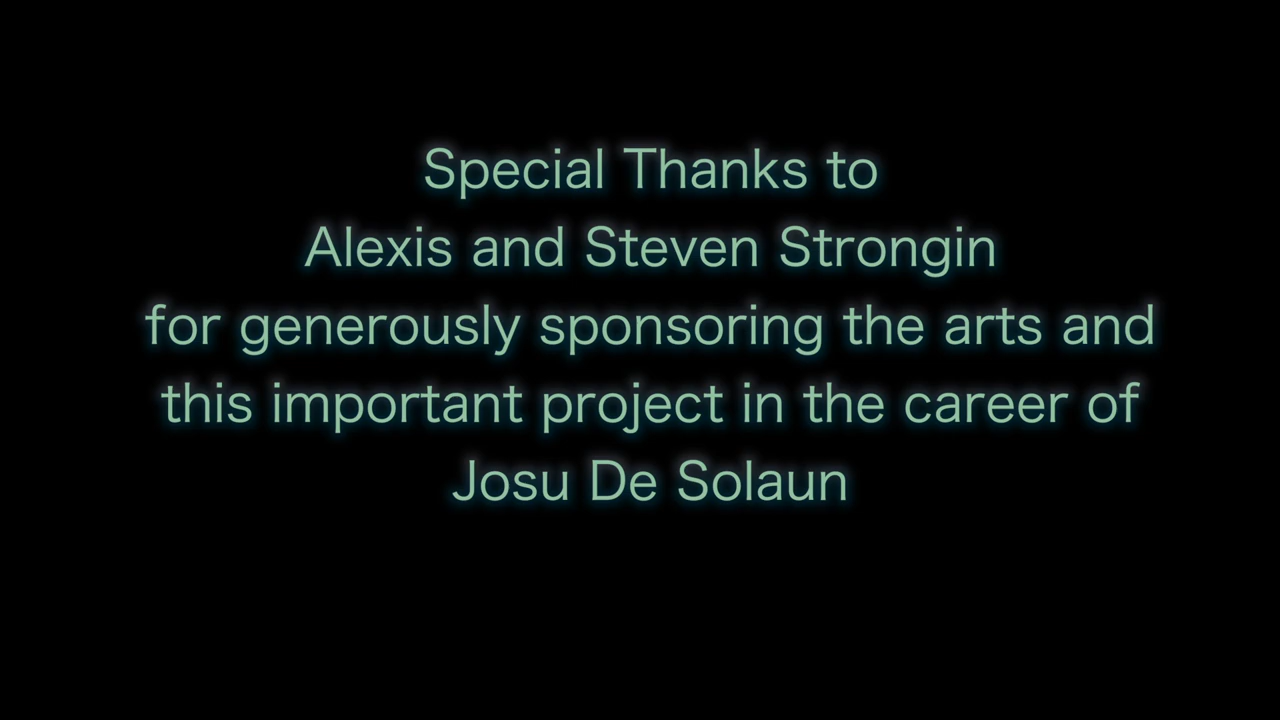 Special Thanks to
Alexis and Steven Strongin
for generously sponsoring the arts and
this important project in the career of
Josu De Solaun